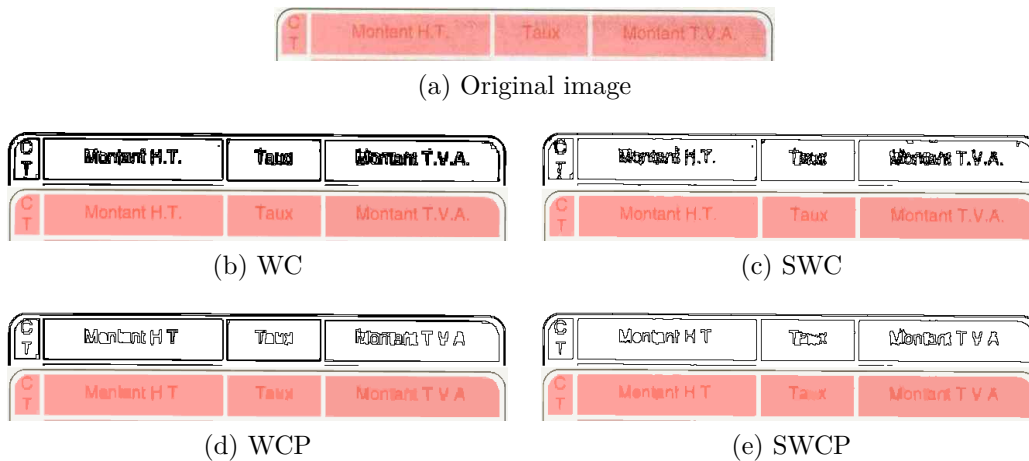 C Montant H.T. Taux Montant T.V.A.
T
(a) Original image
C Montant H.T. Taux Montant T.V.A.
T
C Montant H.T. Taux Montant T.V.A.
T
(b) WC
C Montant H.T. Taux Montant T.V.A.
T
C Montant H.T. Taux Montant T.V.A.
T
(c) SWC
C Montant H T Taux Montant T V A
T
C Montant H T Taux Montant T V A
T
(d) WCP
C Montant H T Taux Montant T V A
T
C Montant H T Taux Montant T V A
T
(e) SWCP